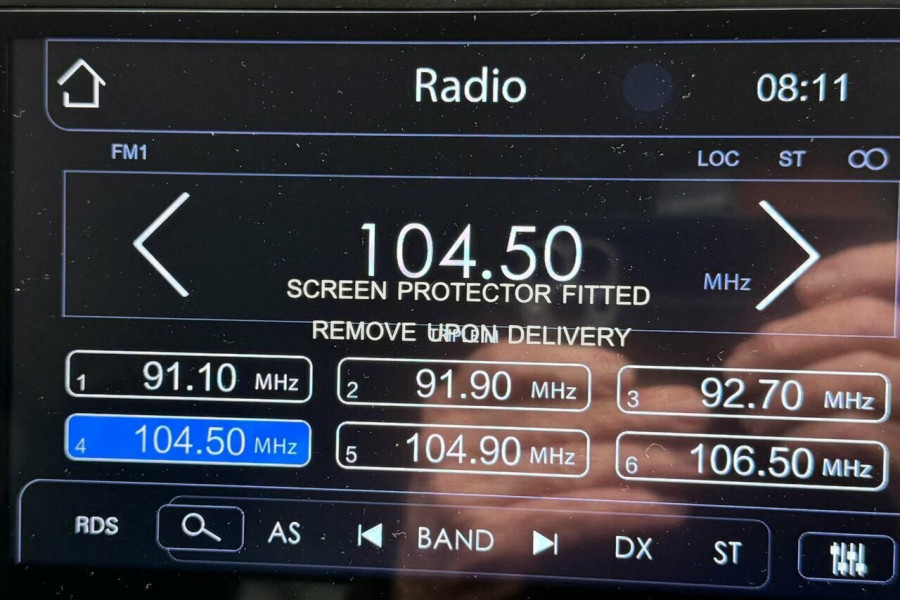 Radio
08:11
FM1
LOC ST
104.50
MHz
SCREEN PROTECTOR FITTED
REMOVE UPON DELIVERY
1 91.10 MHz
2 91.90 MHz
3 92.70 MHz
4 104.50 MHz
5 104.90 MHz
6 106.50 MHz
RDS AS BAND DX ST